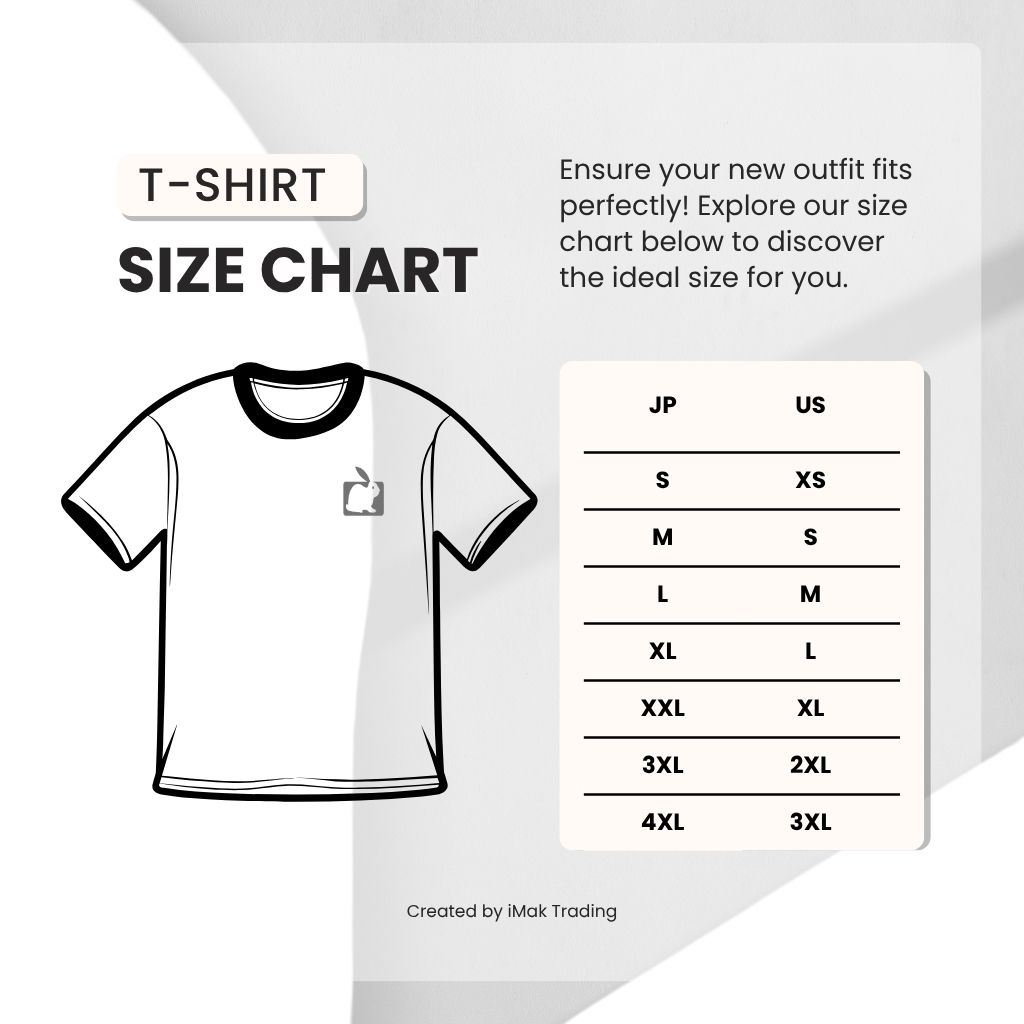 T-SHIRT
SIZE CHART
Ensure your new outfit fits
perfectly! Explore our size
chart below to discover
the ideal size for you.
JP US
S XS
M S
L M
XL L
XXL XL
3XL 2XL
4XL 3XL
Created by iMak Trading